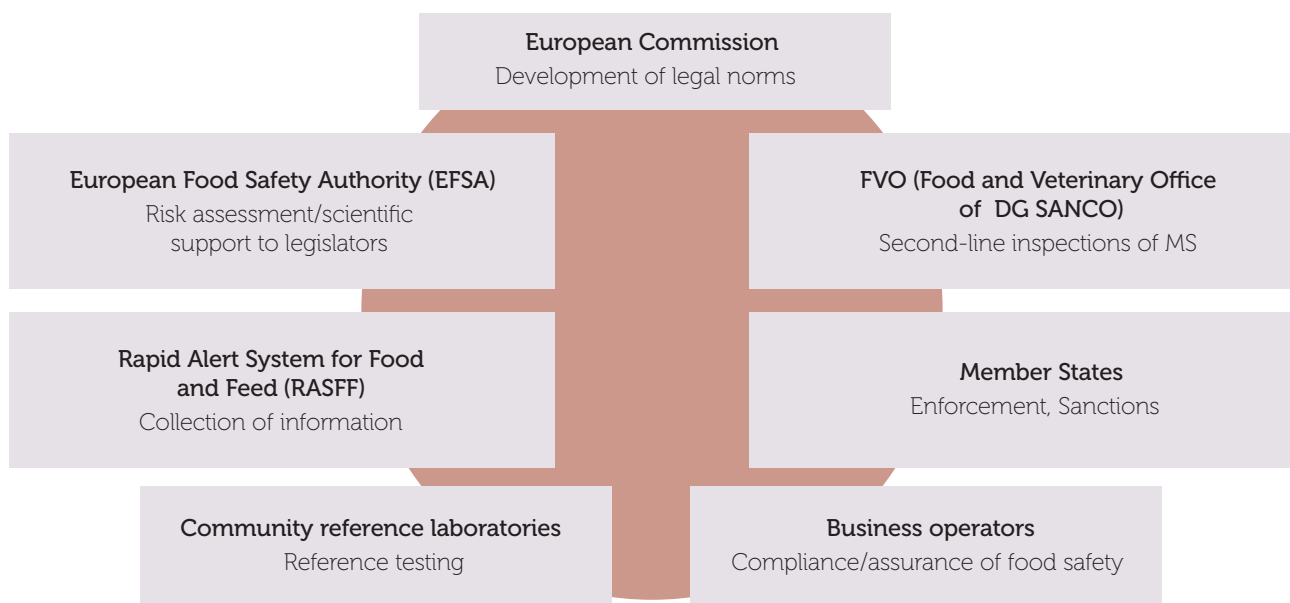 European Commission
Development of legal norms
European Food Safety Authority (EFSA)
Risk assessment/scientific
support to legislators
FVO (Food and Veterinary Office
of DG SANCO)
Second-line inspections of MS
Rapid Alert System for Food
and Feed (RASFF)
Collection of information
Member States
Enforcement, Sanctions
Community reference laboratories
Reference testing
Business operators
Compliance/assurance of food safety